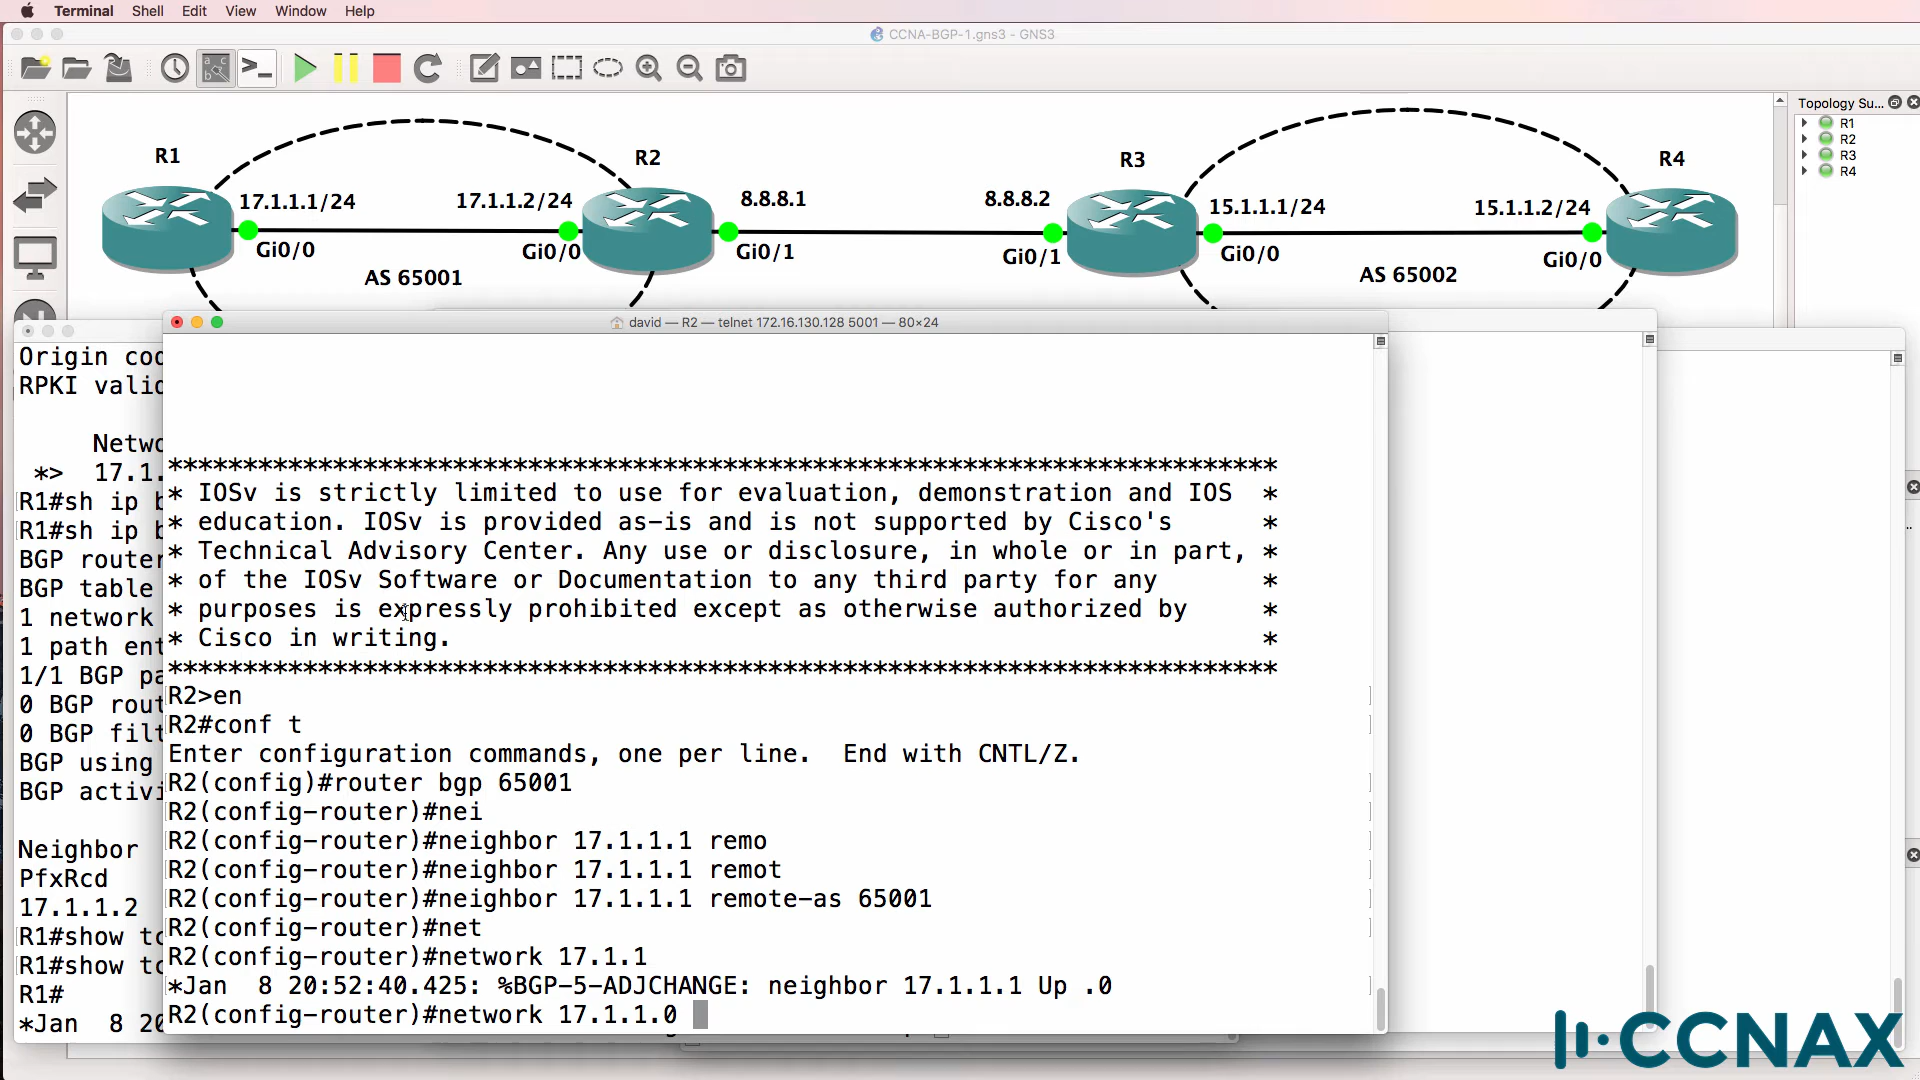 Terminal Shell Edit View Window Help
CCNA-BGP-1.gns3 - GNS3
Topology Su...
R1
R2
R3
R4
R1
R2
R3
R4
17.1.1.1/24
17.1.1.2/24
8.8.8.1
8.8.8.2
15.1.1.1/24
15.1.1.2/24
Gi0/0
Gi0/0
Gi0/1
Gi0/1
Gi0/0
Gi0/0
AS 65001
AS 65002
david — R2 — telnet 172.16.130.128 5001 — 80×24
Origin cod
RPKI valid
Netwo
*> 17.1.
R1#sh ip b
R1#sh ip b
BGP router
BGP table
1 network
1 path ent
1/1 BGP pa
0 BGP rout
0 BGP filt
BGP using
BGP activi
Neighbor
PfxRcd
17.1.1.2
R1#show tc
R1#show tc
R1#
*Jan  8 20
**************************************************************************
* IOSv is strictly limited to use for evaluation, demonstration and IOS  *
* education. IOSv is provided as-is and is not supported by Cisco's      *
* Technical Advisory Center. Any use or disclosure, in whole or in part, *
* of the IOSv Software or Documentation to any third party for any       *
* purposes is expressly prohibited except as otherwise authorized by     *
* Cisco in writing.                                                      *
**************************************************************************
R2>en
R2#conf t
Enter configuration commands, one per line.  End with CNTL/Z.
R2(config)#router bgp 65001
R2(config-router)#nei
R2(config-router)#neighbor 17.1.1.1 remo
R2(config-router)#neighbor 17.1.1.1 remot
R2(config-router)#neighbor 17.1.1.1 remote-as 65001
R2(config-router)#net
R2(config-router)#network 17.1.1
*Jan  8 20:52:40.425: %BGP-5-ADJCHANGE: neighbor 17.1.1.1 Up .0
R2(config-router)#network 17.1.1.0
CCNAX